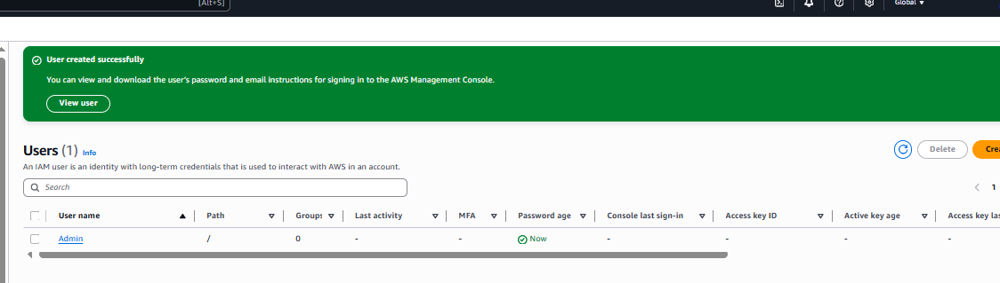 [Alt+S]
Global
User created successfully
You can view and download the user's password and email instructions for signing in to the AWS Management Console.
View user
Users (1) Info
Delete
An IAM user is an identity with long-term credentials that is used to interact with AWS in an account.
Search
1
User name Path Groups Last activity MFA Password age Console last sign-in Access key ID Active key age Access key
Admin / 0 - - Now - - - -